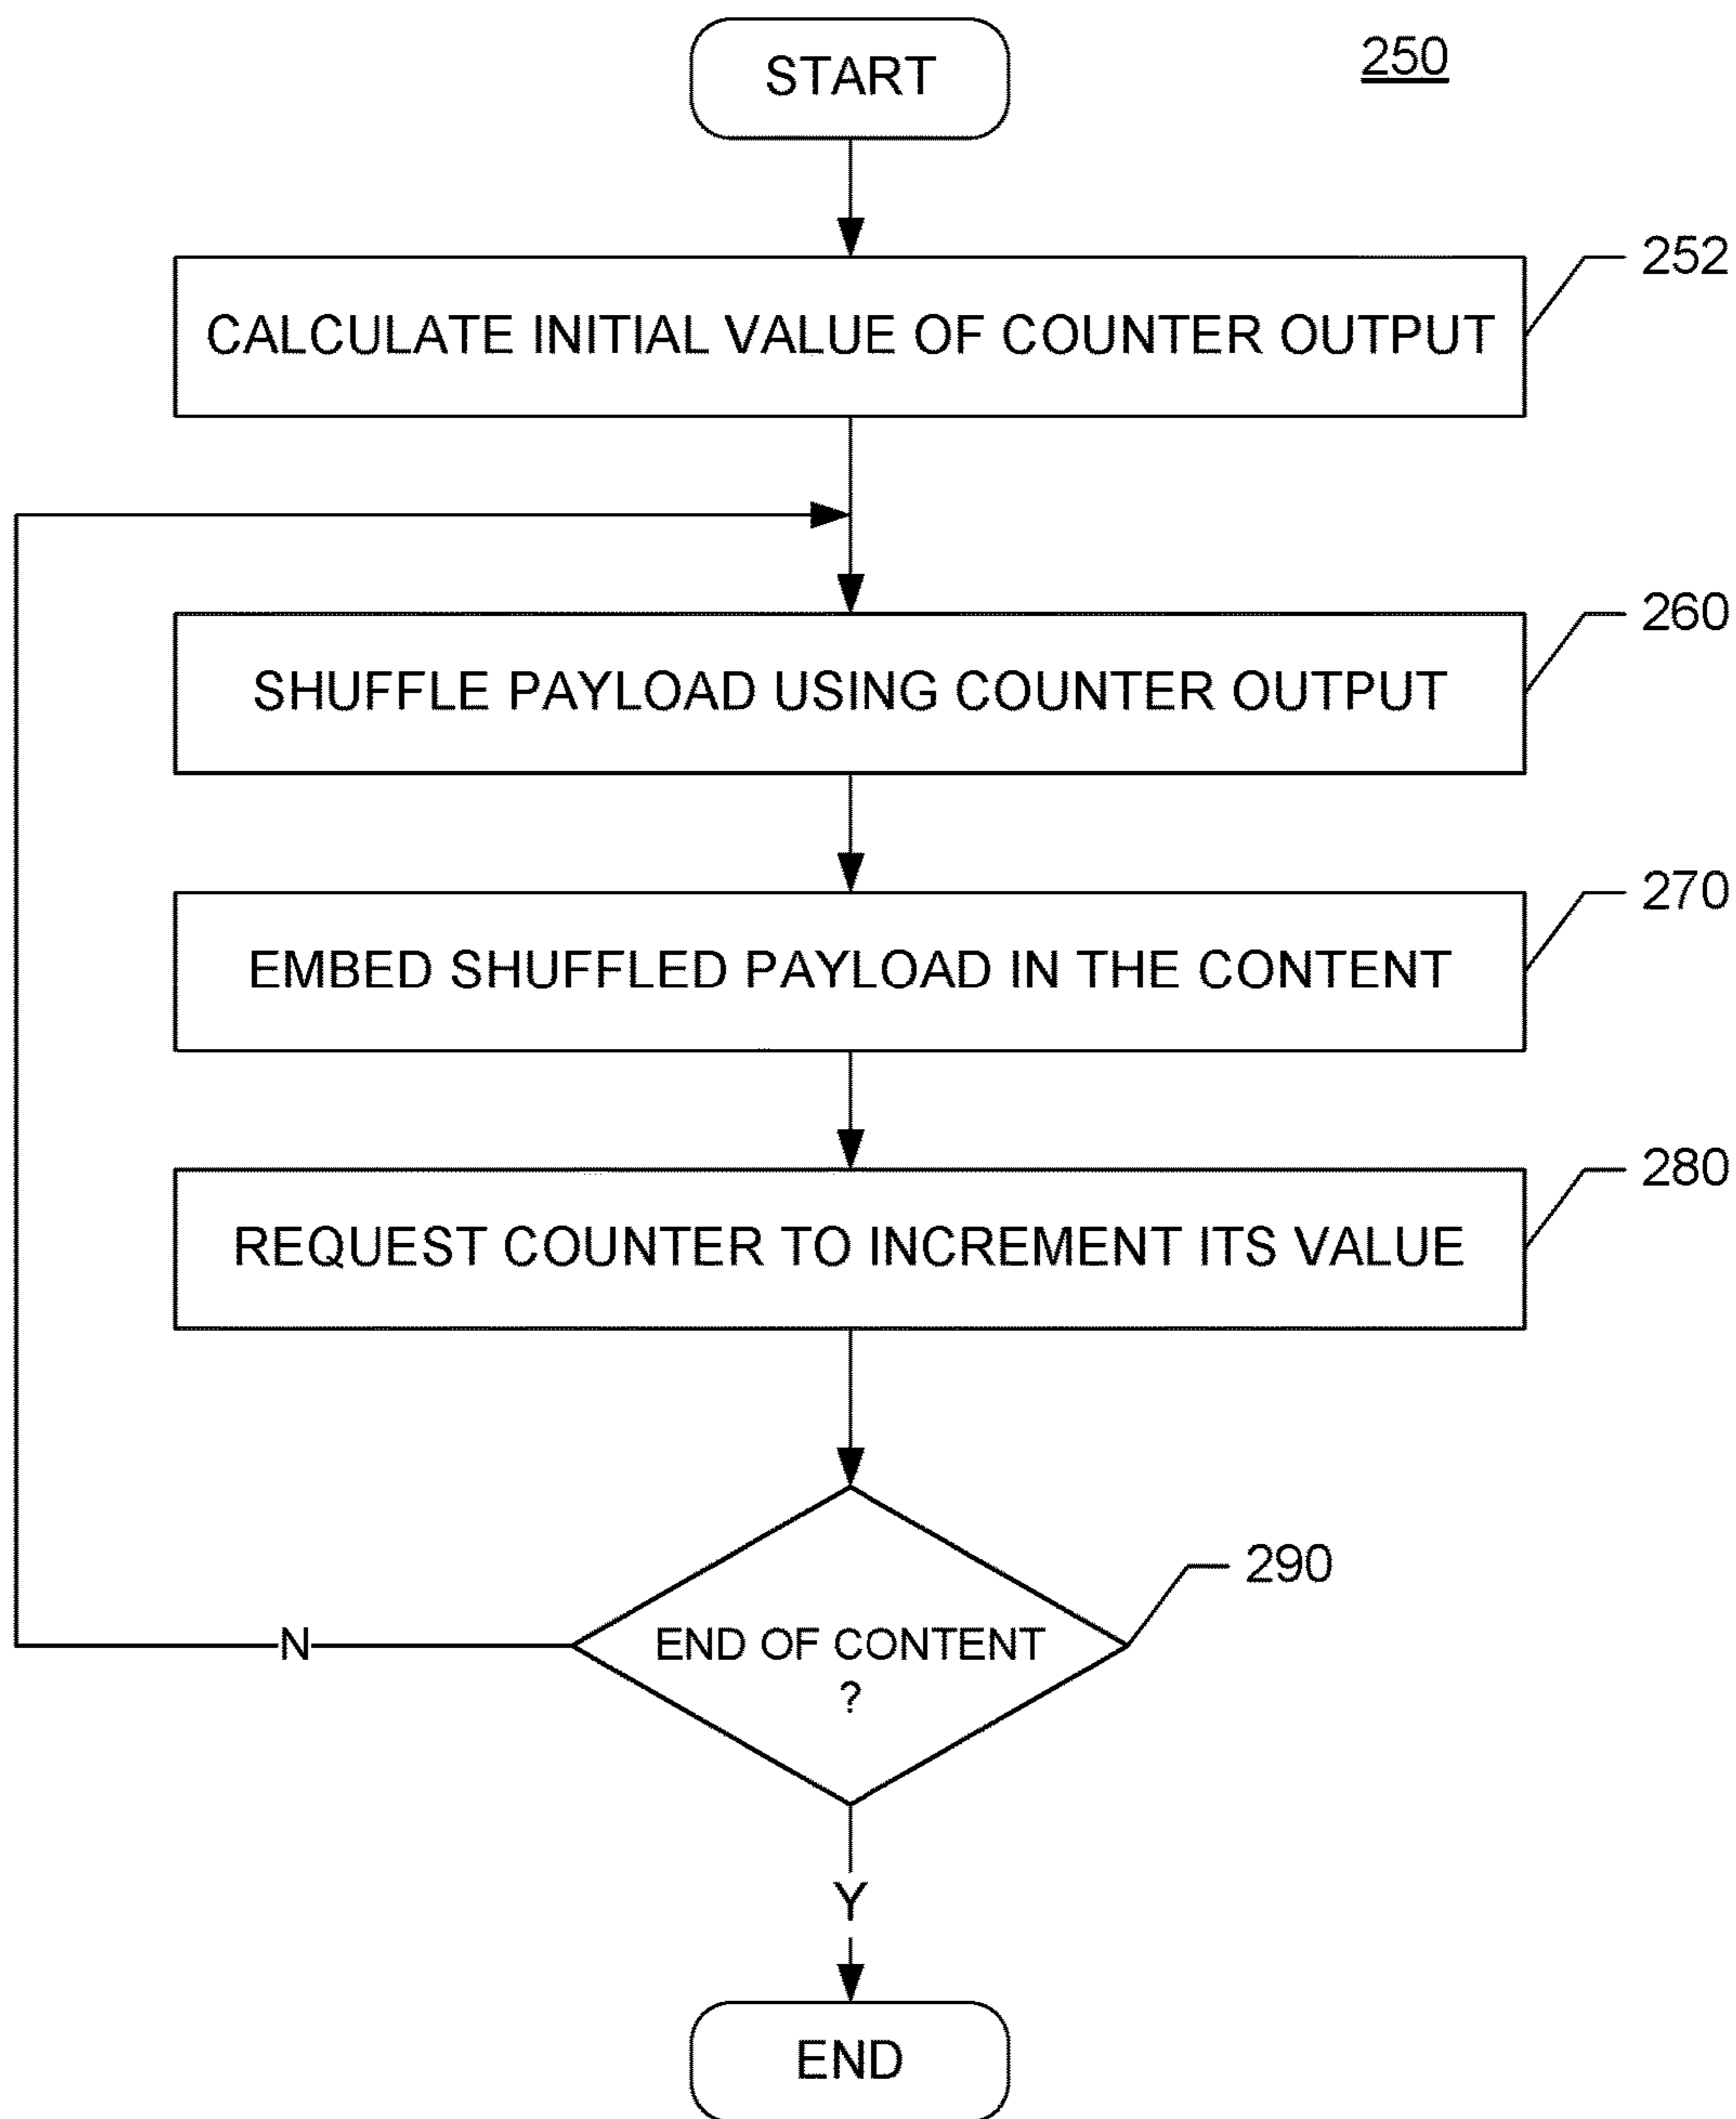 START
250
CALCULATE INITIAL VALUE OF COUNTER OUTPUT
252
SHUFFLE PAYLOAD USING COUNTER OUTPUT
260
EMBED SHUFFLED PAYLOAD IN THE CONTENT
270
REQUEST COUNTER TO INCREMENT ITS VALUE
280
END OF CONTENT
?
290
N
Y
END